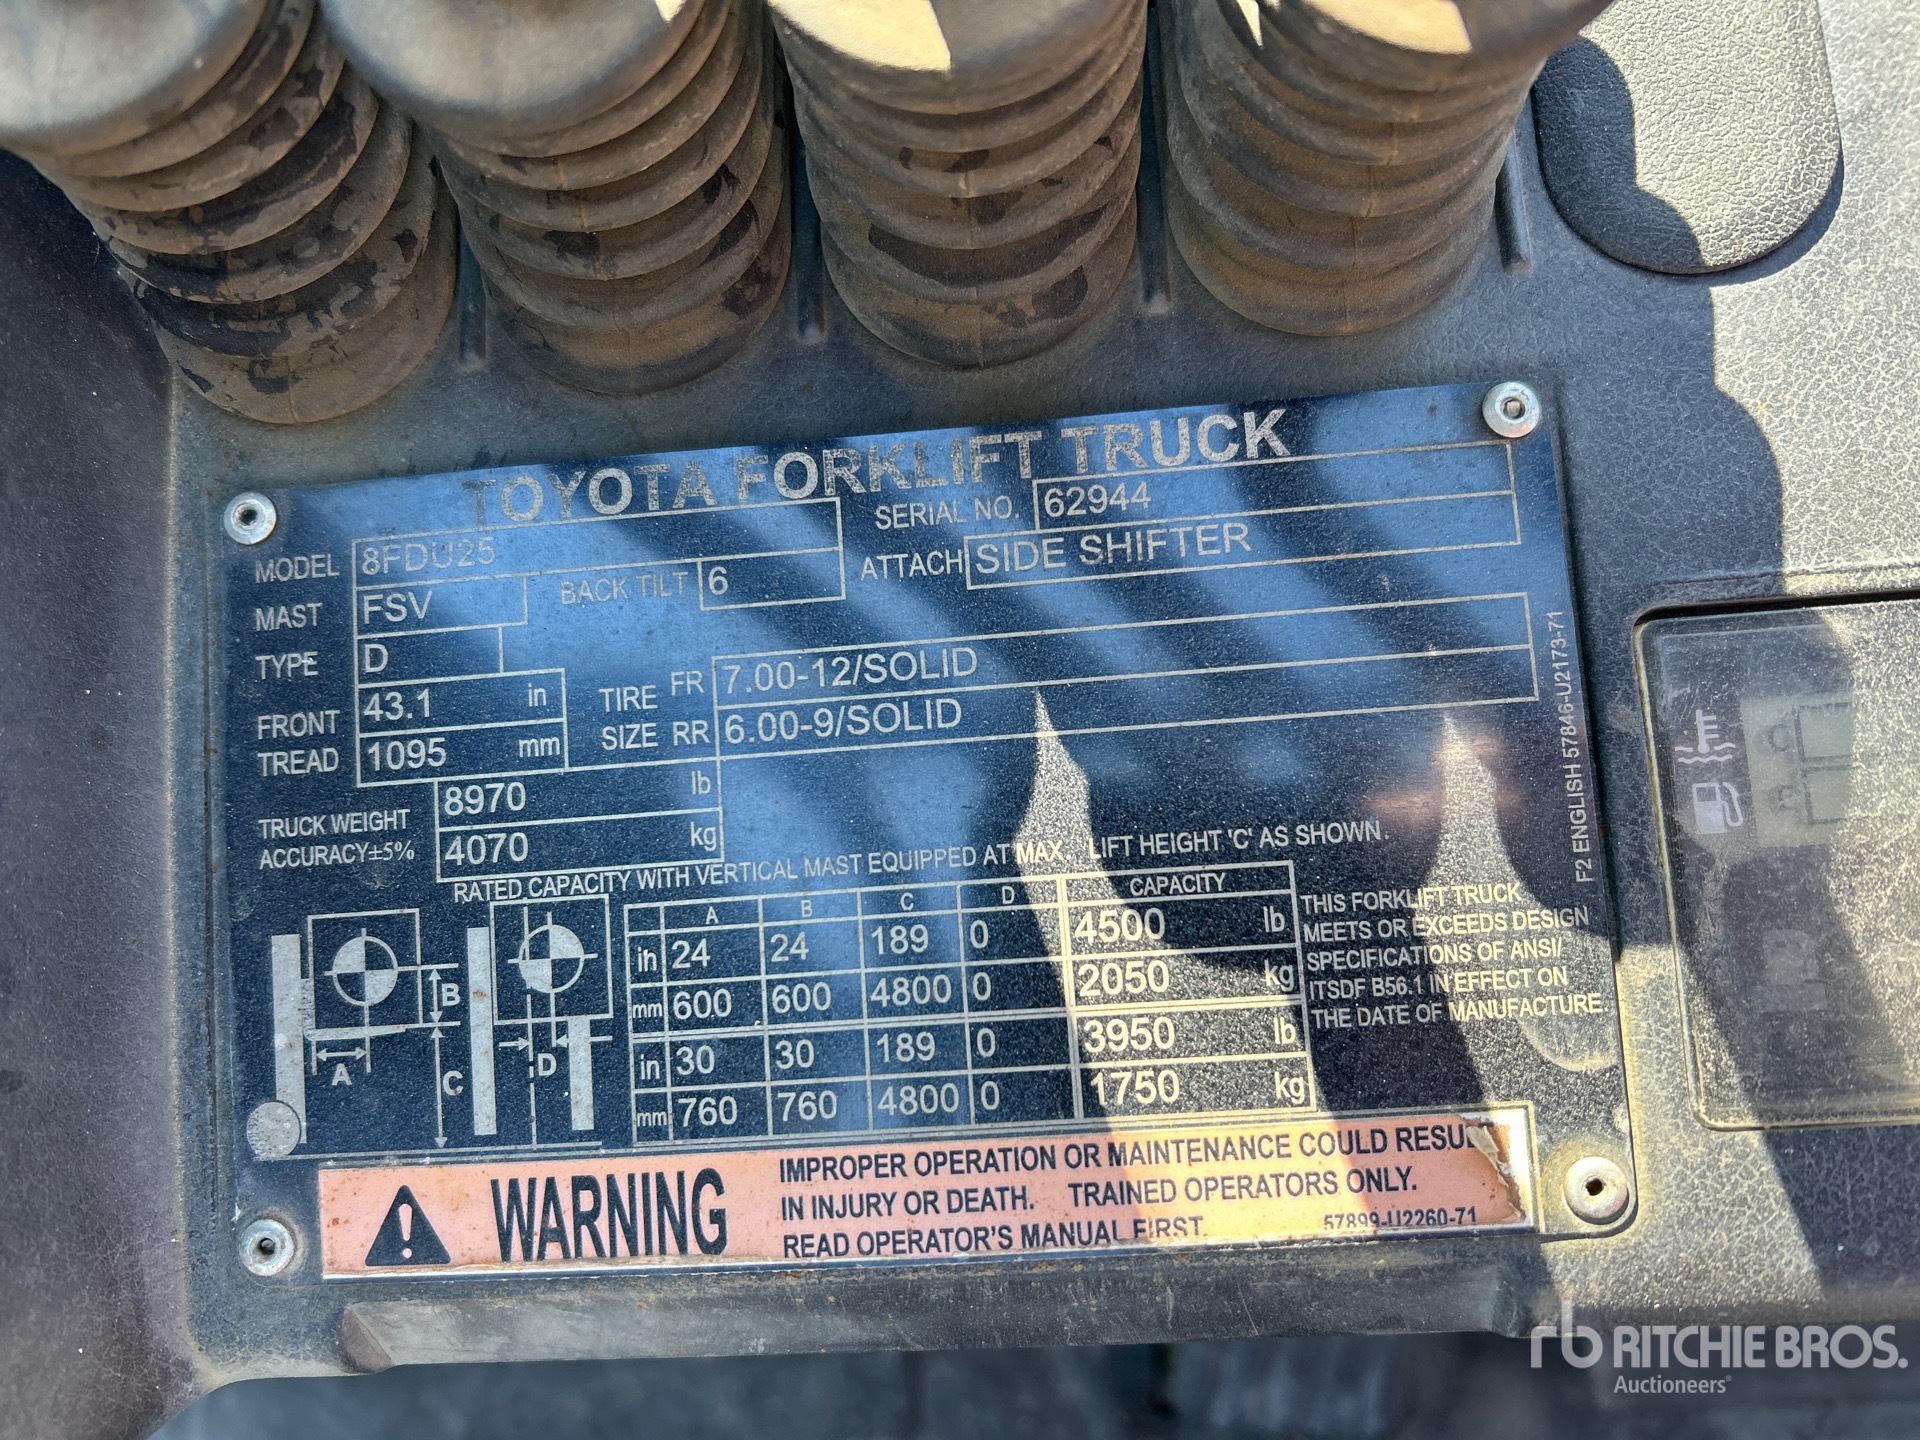 TOYOTA FORKLIFT TRUCK
MODEL 8FDU25 SERIAL NO. 62944
MAST FSV BACK TILT 6 ATTACH SIDE SHIFTER
TYPE D
FRONT TREAD 43.1 in
1095 mm
TIRE SIZE FR 7.00-12/SOLID
RR 6.00-9/SOLID
TRUCK WEIGHT 8970 lb
ACCURACY±5% 4070 kg
RATED CAPACITY WITH VERTICAL MAST EQUIPPED AT MAX. LIFT HEIGHT 'C' AS SHOWN.
A B C D CAPACITY
in 24 24 189 0 4500 lb
mm 600 600 4800 0 2050 kg
in 30 30 189 0 3950 lb
mm 760 760 4800 0 1750 kg
B
A
C
D
THIS FORKLIFT TRUCK
MEETS OR EXCEEDS DESIGN
SPECIFICATIONS OF ANSI/
ITSDF B56.1 IN EFFECT ON
THE DATE OF MANUFACTURE.
F2 ENGLISH 57846-U2173-71
WARNING
IMPROPER OPERATION OR MAINTENANCE COULD RESUL
IN INJURY OR DEATH. TRAINED OPERATORS ONLY.
READ OPERATOR'S MANUAL FIRST.
57899-U2260-71
rb RITCHIE BROS.
Auctioneers